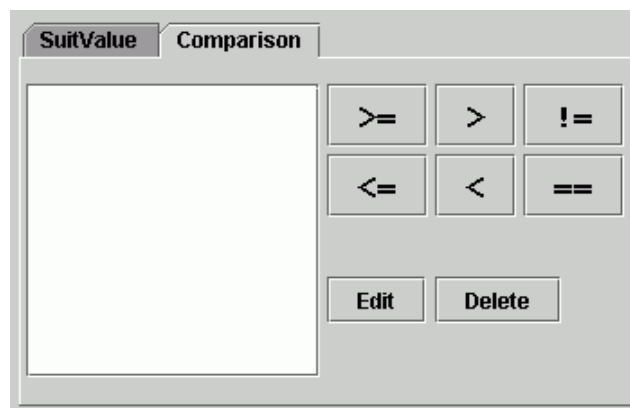 SuitValue Comparison
>= > !=
<= < ==
Edit Delete